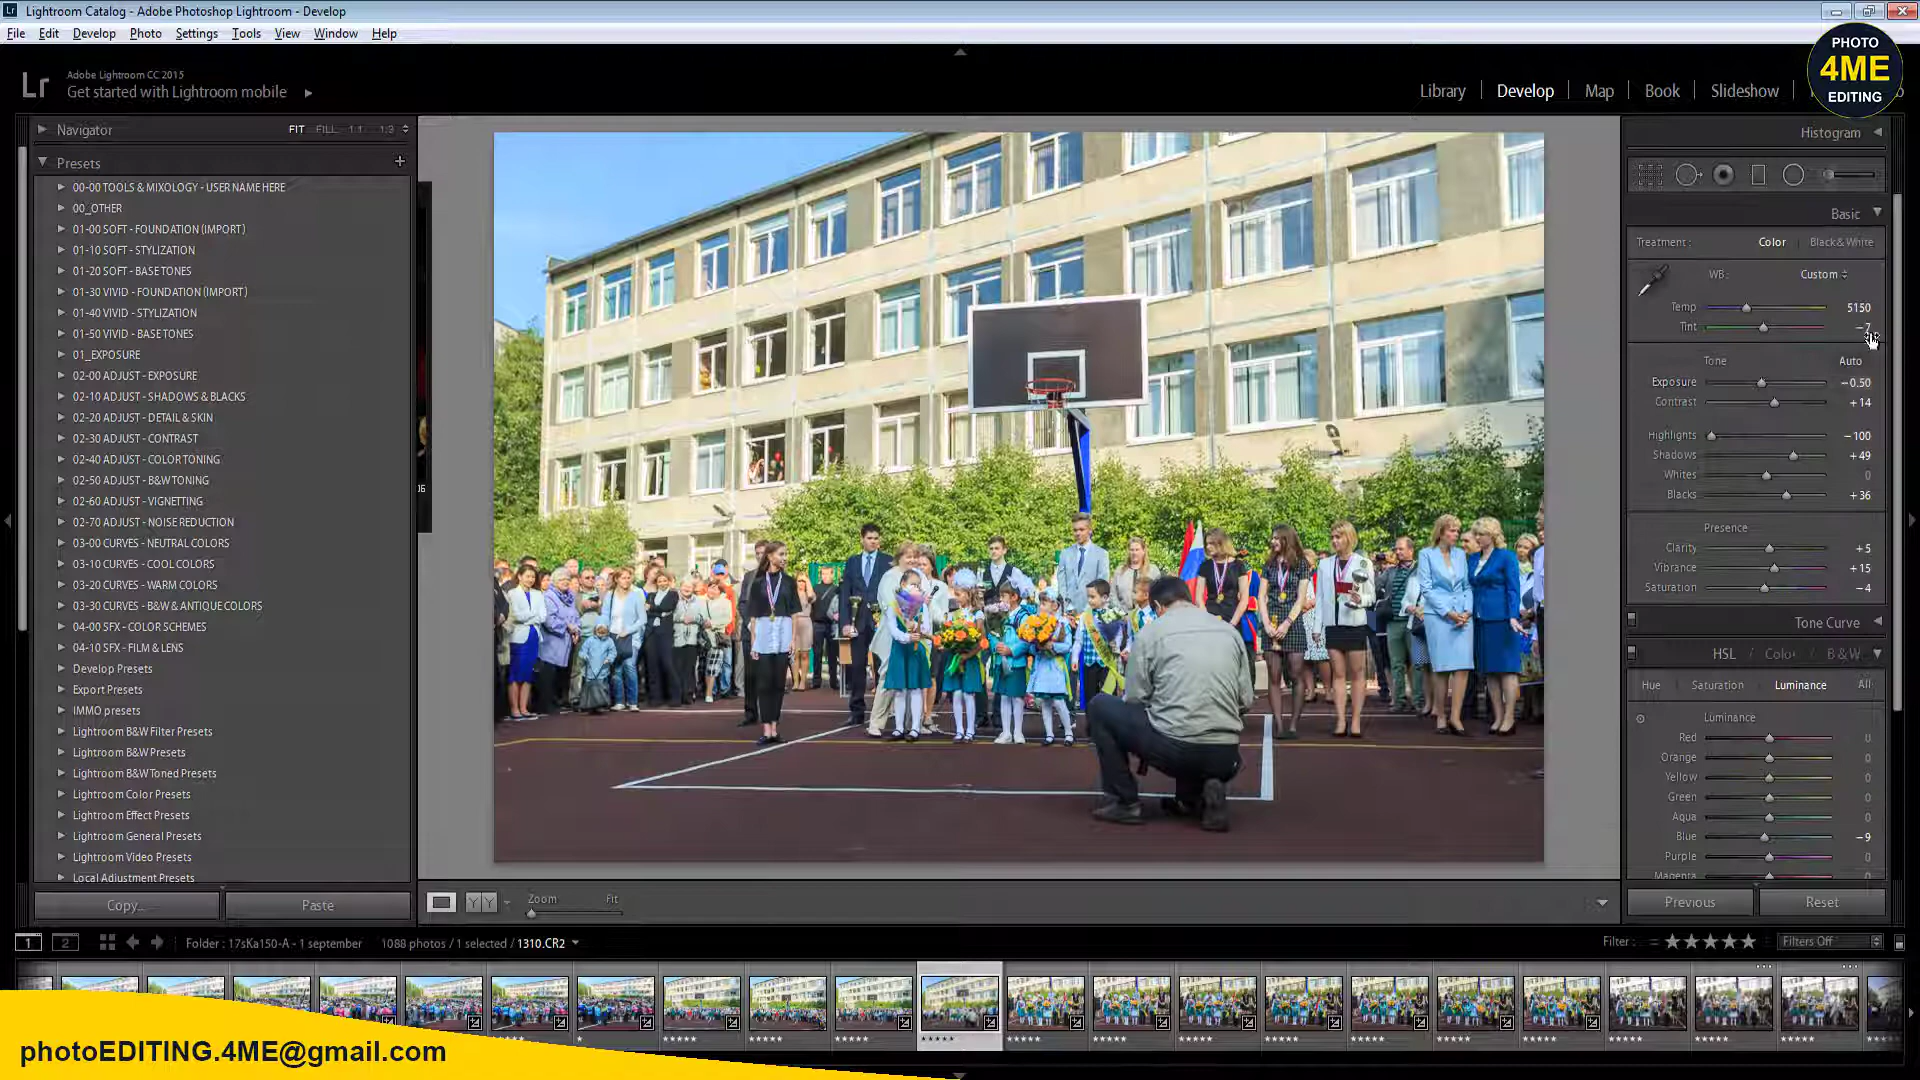 Lightroom Catalog - Adobe Photoshop Lightroom - Develop
File Edit Develop Photo Settings Tools View Window Help
PHOTO
4ME
EDITING
Lr
Adobe Lightroom CC 2015
Get started with Lightroom mobile
Library Develop Map Book Slideshow
Navigator FIT FILL 1:1 1:3
Presets
00-00 TOOLS & MIXOLOGY - USER NAME HERE
00_OTHER
01-00 SOFT - FOUNDATION (IMPORT)
01-10 SOFT - STYLIZATION
01-20 SOFT - BASE TONES
01-30 VIVID - FOUNDATION (IMPORT)
01-40 VIVID - STYLIZATION
01-50 VIVID - BASE TONES
01_EXPOSURE
02-00 ADJUST - EXPOSURE
02-10 ADJUST - SHADOWS & BLACKS
02-20 ADJUST - DETAIL & SKIN
02-30 ADJUST - CONTRAST
02-40 ADJUST - COLOR TONING
02-50 ADJUST - B&W TONING
02-60 ADJUST - VIGNETTING
02-70 ADJUST - NOISE REDUCTION
03-00 CURVES - NEUTRAL COLORS
03-10 CURVES - COOL COLORS
03-20 CURVES - WARM COLORS
03-30 CURVES - B&W & ANTIQUE COLORS
04-00 SFX - COLOR SCHEMES
04-10 SFX - FILM & LENS
Develop Presets
Export Presets
IMMO presets
Lightroom B&W Filter Presets
Lightroom B&W Presets
Lightroom B&W Toned Presets
Lightroom Color Presets
Lightroom Effect Presets
Lightroom General Presets
Lightroom Video Presets
Local Adjustment Presets
Copy... Paste
Histogram
Basic
Treatment : Color Black & White
WB : Custom
Temp 5150
Tint −7
Tone Auto
Exposure −0.50
Contrast +14
Highlights −100
Shadows +49
Whites 0
Blacks +36
Presence
Clarity +5
Vibrance +15
Saturation −4
Tone Curve
HSL / Color / B & W
Hue Saturation Luminance All
Luminance
Red 0
Orange 0
Yellow 0
Green 0
Aqua 0
Blue −9
Purple 0
Magenta 0
Previous Reset
YY Zoom Fit
1 2 Folder : 17sKa150-A - 1 september 1088 photos / 1 selected / 1310.CR2 Filter : Filters Off
photoEDITING.4ME@gmail.com